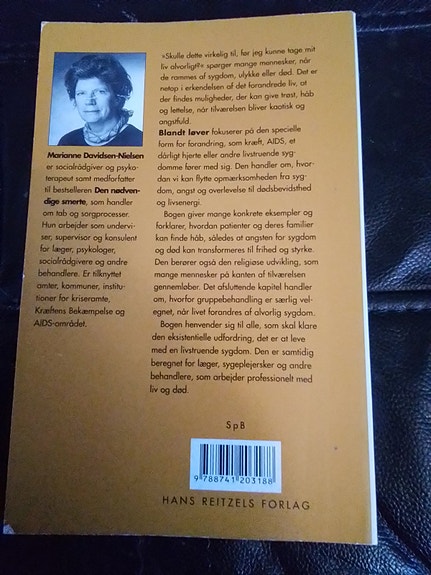 Marianne Davidsen-Nielsen
er socialrådgiver og psyko-
terapeut samt medforfatter
til bestselleren Den nødven-
dige smerte, som handler
om tab og sorgprocesser.
Hun arbejder som undervi-
ser, supervisor og konsulent
for læger, psykologer,
socialrådgivere og andre
behandlere. Er tilknyttet
amter, kommuner, institu-
tioner for kriseramte,
Kræftens Bekæmpelse og
AIDS-området.
»Skulle dette virkelig til, før jeg kunne tage mit
liv alvorligt?« spørger mange mennesker, når
de rammes af sygdom, ulykke eller død. Det er
netop i erkendelsen af det forandrede liv, at
der findes muligheder, der kan give trøst, håb
og lettelse, når tilværelsen bliver kaotisk og
angstfuld.
Blandt løver fokuserer på den specielle
form for forandring, som kræft, AIDS, et
dårligt hjerte eller andre livstruende syg-
domme fører med sig. Den handler om, hvor-
dan vi kan flytte opmærksomheden fra syg-
dom, angst og overlevelse til dødsbevidsthed
og livsenergi.
Bogen giver mange konkrete eksempler og
forklarer, hvordan patienter og deres familier
kan finde håb, således at angsten for sygdom
og død kan transformeres til frihed og styrke.
Den berører også den religiøse udvikling, som
mange mennesker på kanten af tilværelsen
gennemløber. Det afsluttende kapitel handler
om, hvorfor gruppebehandling er særlig vel-
egnet, når livet forandres af alvorlig sygdom.
Bogen henvender sig til alle, som skal klare
den eksistentielle udfordring, det er at leve
med en livstruende sygdom. Den er samtidig
beregnet for læger, sygeplejersker og andre
behandlere, som arbejder professionelt med
liv og død.
SpB
9 788741 203188
HANS REITZELS FORLAG